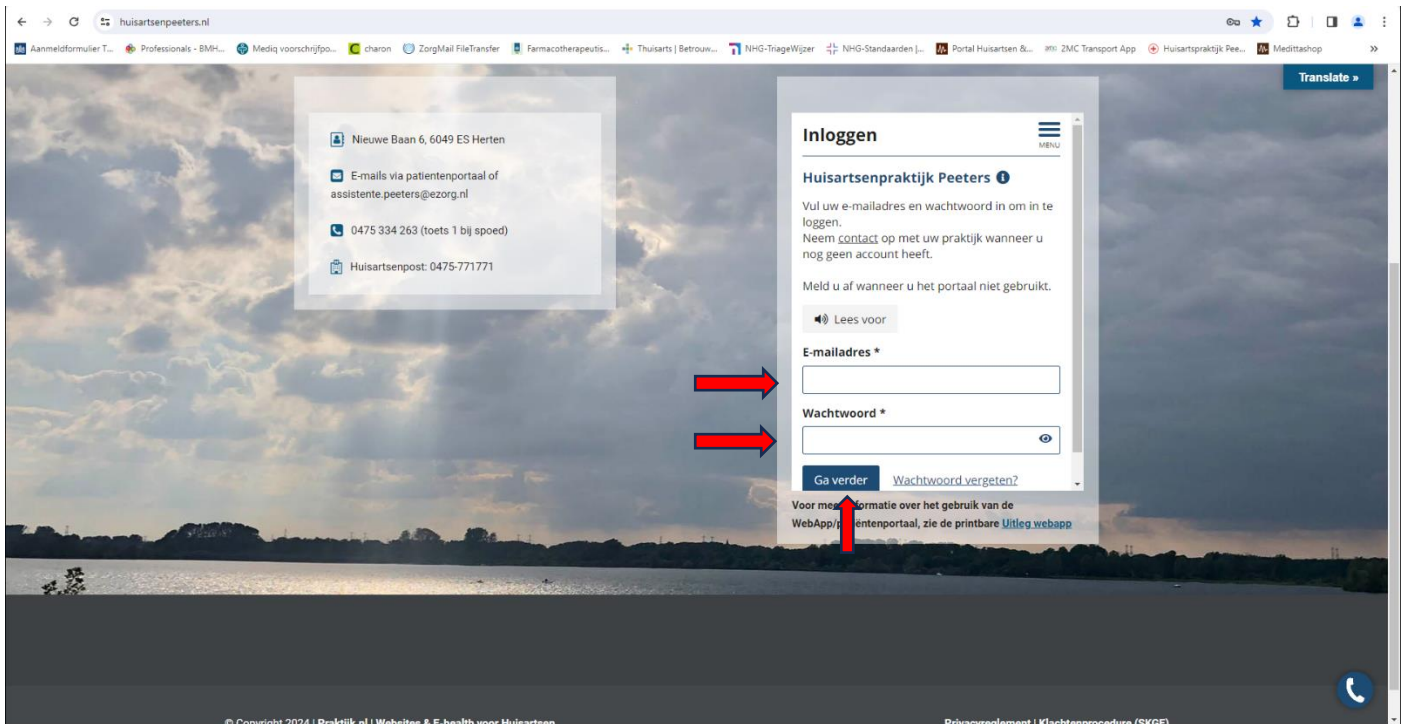 huisartsenpeeters.nl
Aanmeldformulier T... Professionals - BMH... Mediq voorschrijfpo... charon ZorgMail FileTransfer Farmacotherapeutis... Thuisarts | Betrouw... NHG-TriageWijzer NHG-Standaarden |... Portal Huisartsen &... ZMC Transport App Huisartspraktijk Pee... Medittashop »
Translate »
Nieuwe Baan 6, 6049 ES Herten
E-mails via patientenportaal of
assistente.peeters@ezorg.nl
0475 334 263 (toets 1 bij spoed)
Huisartsenpost: 0475-771771
Inloggen
MENU
Huisartsenpraktijk Peeters
Vul uw e-mailadres en wachtwoord in om in te
loggen.
Neem contact op met uw praktijk wanneer u
nog geen account heeft.
Meld u af wanneer u het portaal niet gebruikt.
Lees voor
E-mailadres *
Wachtwoord *
Ga verder Wachtwoord vergeten?
Voor over het gebruik van de
zie de printbare Uitleg webapp
© Copyright 2024 | Praktijk.nl | Websites & E-health voor Huisartsen
Privacyreglement | Klachtenprocedure (SKGE)